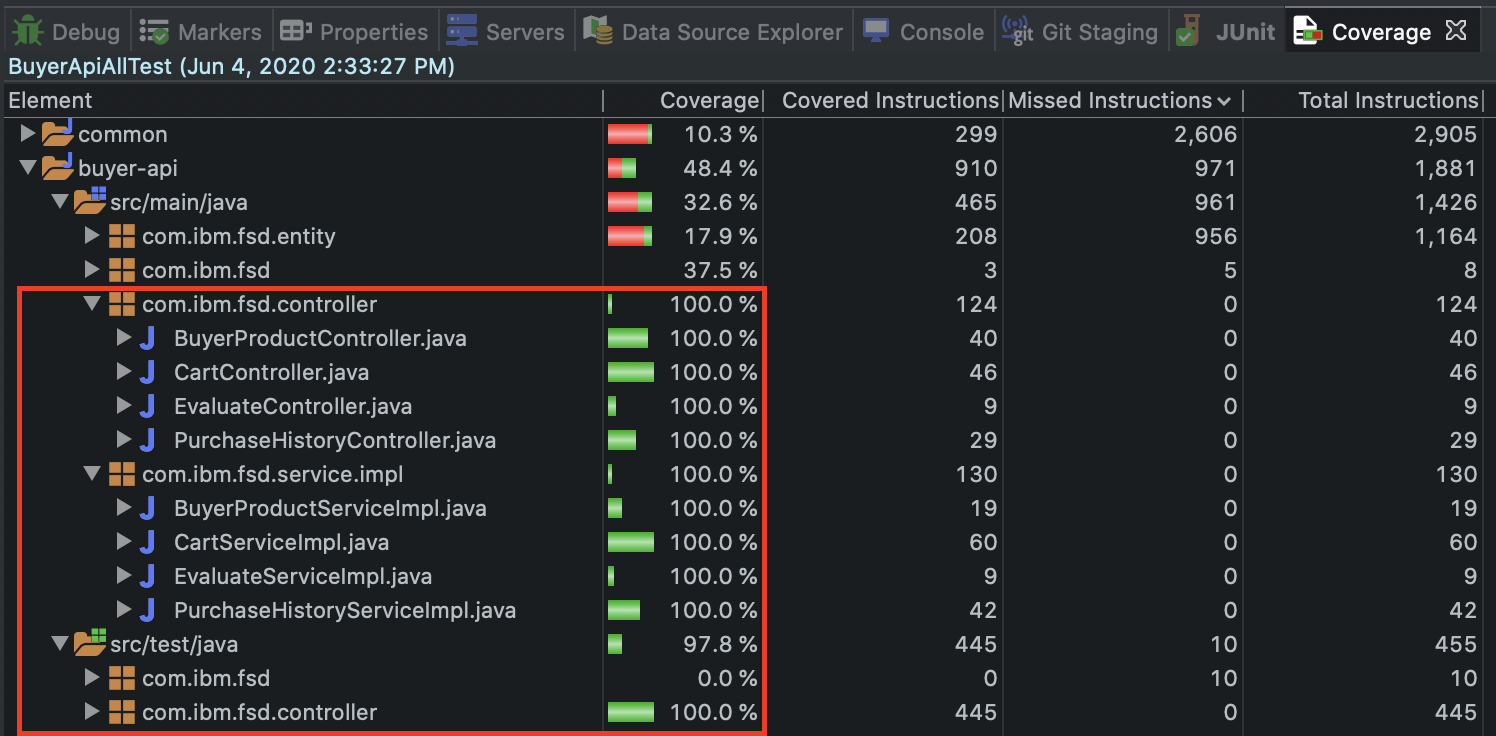 Debug Markers Properties Servers Data Source Explorer Console git Git Staging JUnit Coverage
BuyerApiAllTest (Jun 4, 2020 2:33:27 PM)
Element Coverage Covered Instructions Missed Instructions Total Instructions
common 10.3 % 299 2,606 2,905
buyer-api 48.4 % 910 971 1,881
src/main/java 32.6 % 465 961 1,426
com.ibm.fsd.entity 17.9 % 208 956 1,164
com.ibm.fsd 37.5 % 3 5 8
com.ibm.fsd.controller 100.0 % 124 0 124
BuyerProductController.java 100.0 % 40 0 40
CartController.java 100.0 % 46 0 46
EvaluateController.java 100.0 % 9 0 9
PurchaseHistoryController.java 100.0 % 29 0 29
com.ibm.fsd.service.impl 100.0 % 130 0 130
BuyerProductServiceImpl.java 100.0 % 19 0 19
CartServiceImpl.java 100.0 % 60 0 60
EvaluateServiceImpl.java 100.0 % 9 0 9
PurchaseHistoryServiceImpl.java 100.0 % 42 0 42
src/test/java 97.8 % 445 10 455
com.ibm.fsd 0.0 % 0 10 10
com.ibm.fsd.controller 100.0 % 445 0 445